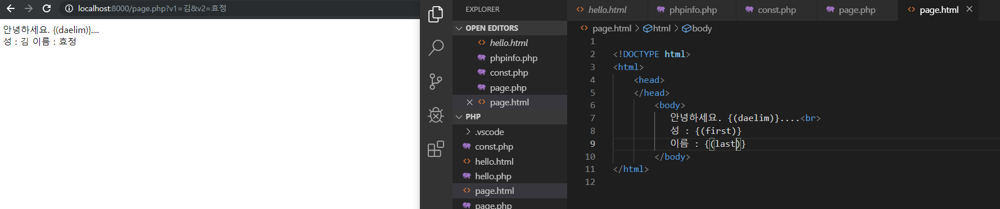 localhost:8000/page.php?v1=김&v2=효정
안녕하세요. {(daelim)}....
성 : 김 이름 : 효정
EXPLORER
OPEN EDITORS
hello.html
phpinfo.php
const.php
page.php
page.html
PHP
.vscode
const.php
hello.html
hello.php
page.html
page.php
hello.html
phpinfo.php
const.php
page.php
page.html
page.html > html > body
1
2 <!DOCTYPE html>
3 <html>
4 <head>
5 </head>
6 <body>
7 안녕하세요. {(daelim)}....<br>
8 성 : {(first)}
9 이름 : {(last)}
10 </body>
11 </html>
12